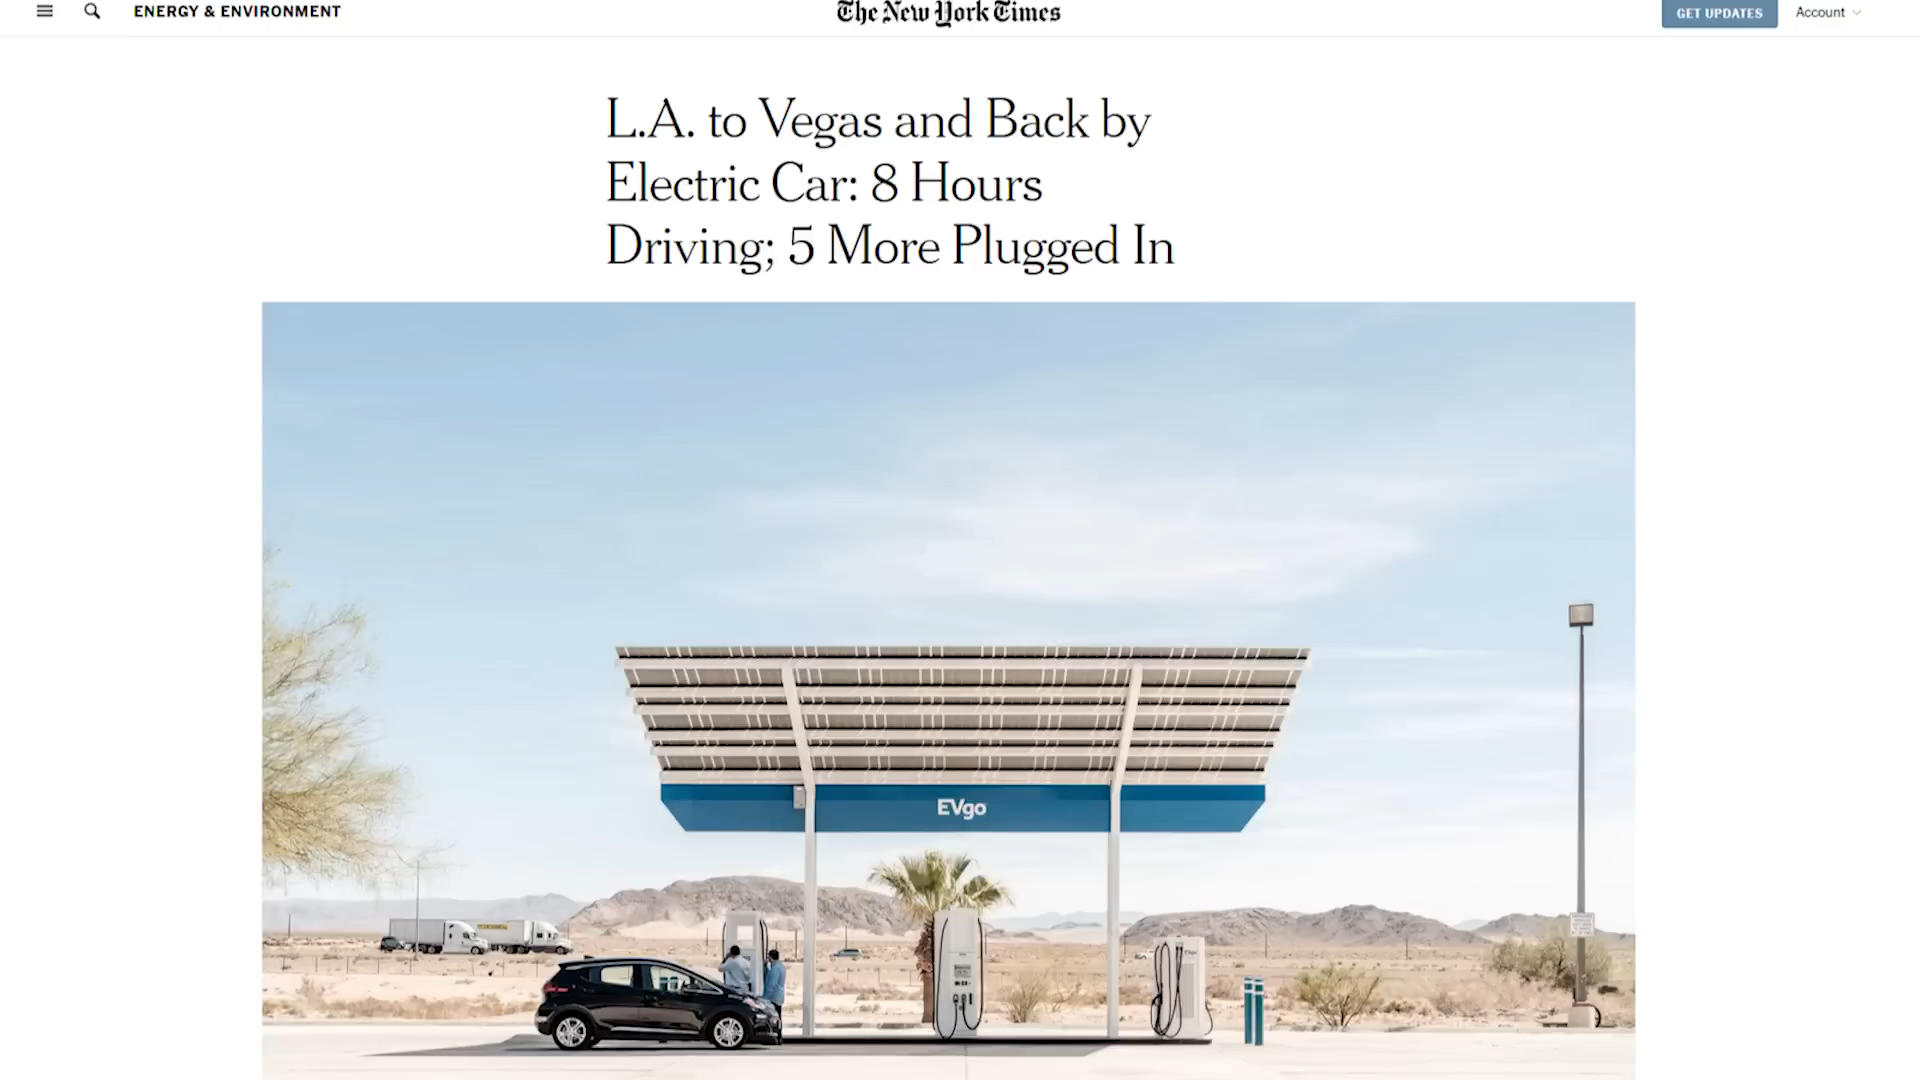 ENERGY & ENVIRONMENT
The New York Times
GET UPDATES
Account
L.A. to Vegas and Back by
Electric Car: 8 Hours
Driving; 5 More Plugged In
EVgo